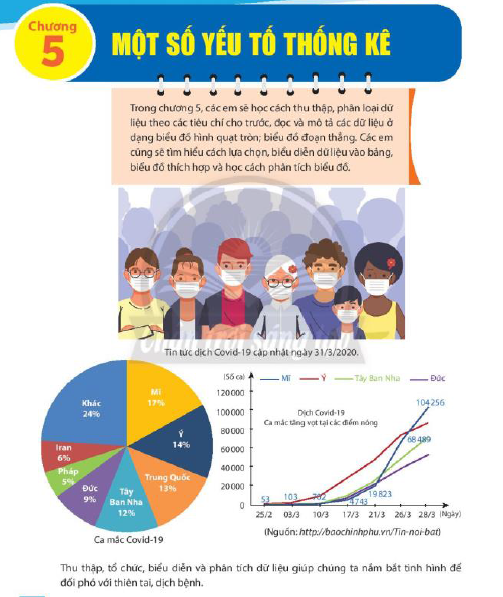 Chương
5
MỘT SỐ YẾU TỐ THỐNG KÊ
Trong chương 5, các em sẽ học cách thu thập, phân loại dữ
liệu theo các tiêu chí cho trước, đọc và mô tả các dữ liệu ở
dạng biểu đồ hình quạt tròn; biểu đồ đoạn thẳng. Các em
cũng sẽ tìm hiểu cách lựa chọn, biểu diễn dữ liệu vào bảng,
biểu đồ thích hợp và học cách phân tích biểu đồ.
Tin tức dịch Covid-19 cập nhật ngày 31/3/2020.
Khác
24%
Mĩ
17%
Ý
14%
Trung Quốc
13%
Tây
Ban Nha
12%
Đức
9%
Pháp
5%
Iran
6%
Ca mắc Covid-19
(Số ca)
Mĩ
Ý
Tây Ban Nha
Đức
120000
100000
80000
60000
40000
20000
0
Dịch Covid-19
Ca mắc tăng vọt tại các điểm nóng
104256
68489
53
103
702
4743
19823
25/2
03/3
10/3
17/3
21/3
26/3
28/3
(Ngày)
(Nguồn: http://baochinhphu.vn/Tin-noi-bat)
Thu thập, tổ chức, biểu diễn và phân tích dữ liệu giúp chúng ta nắm bắt tình hình để
đối phó với thiên tai, dịch bệnh.